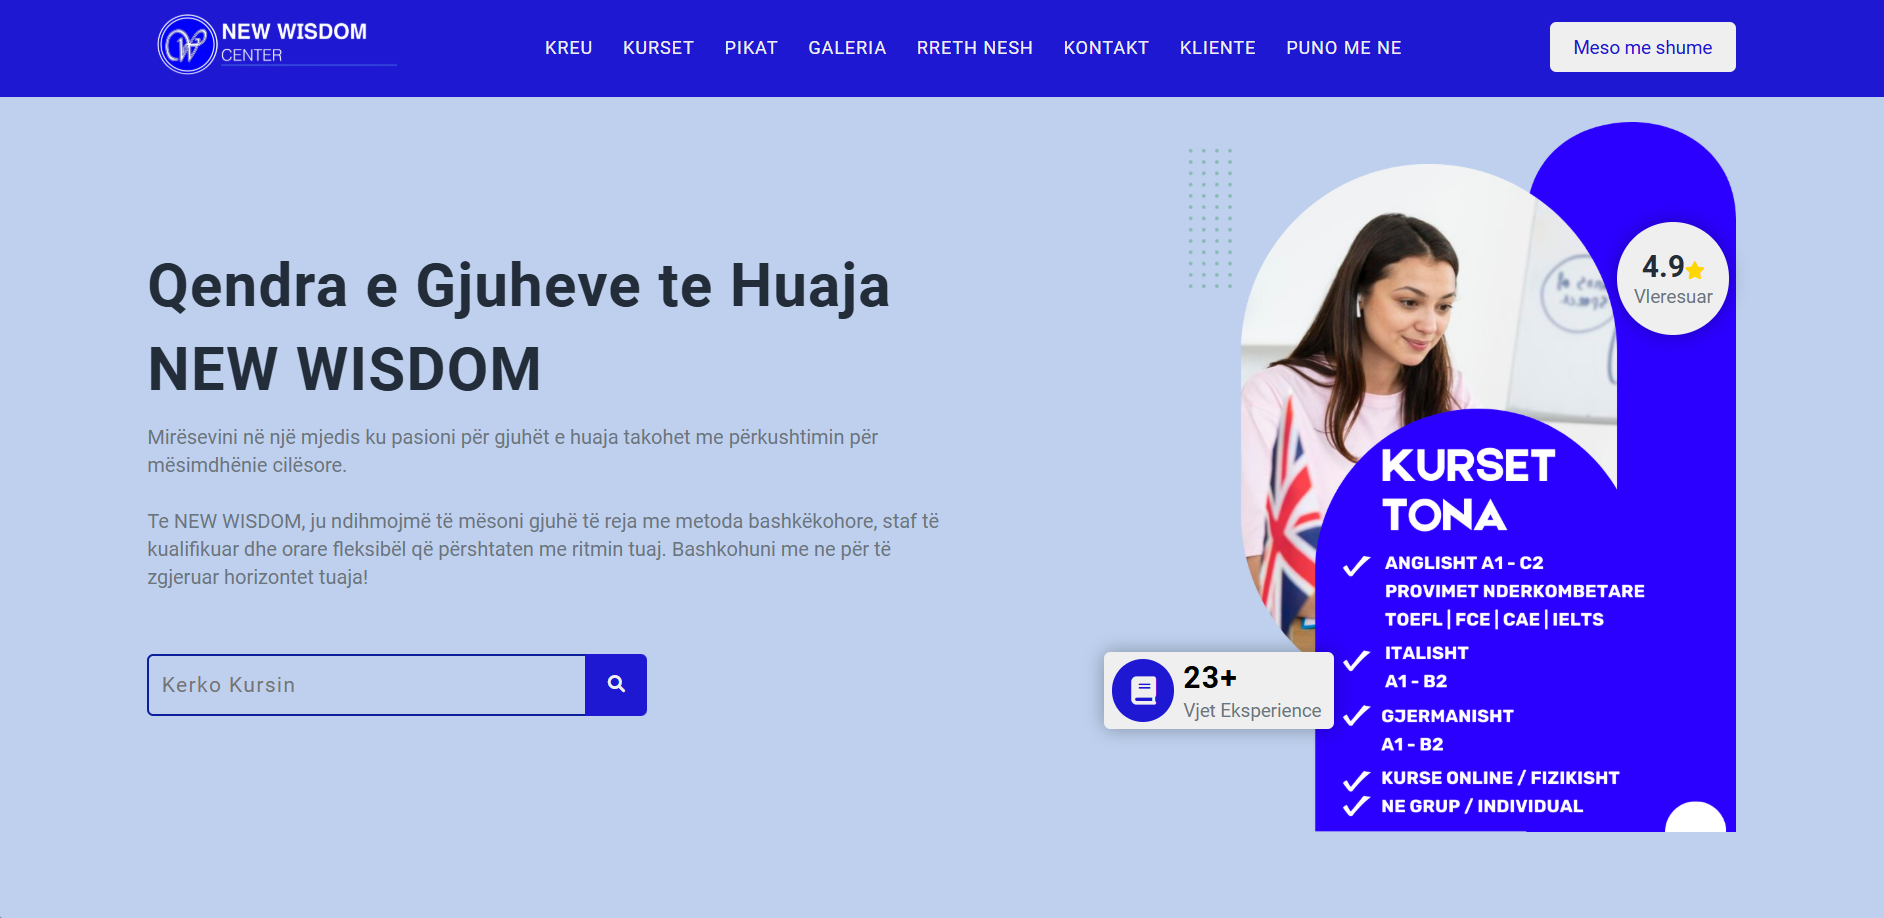 NEW WISDOM
CENTER
KREU KURSET PIKAT GALERIA RRETH NESH KONTAKT KLIENTE PUNO ME NE
Meso me shume
Qendra e Gjuheve te Huaja
NEW WISDOM
Mirësevini në një mjedis ku pasioni për gjuhët e huaja takohet me përkushtimin për
mësimdhënie cilësore.
Te NEW WISDOM, ju ndihmojmë të mësoni gjuhë të reja me metoda bashkëkohore, staf të
kualifikuar dhe orare fleksibël që përshtaten me ritmin tuaj. Bashkohuni me ne për të
zgjeruar horizontet tuaja!
Kerko Kursin
4.9
Vleresuar
KURSET
TONA
ANGLISHT A1 - C2
PROVIMET NDERKOMBETARE
TOEFL | FCE | CAE | IELTS
ITALISHT
A1 - B2
GJERMANISHT
A1 - B2
KURSE ONLINE / FIZIKISHT
NE GRUP / INDIVIDUAL
23+
Vjet Eksperience